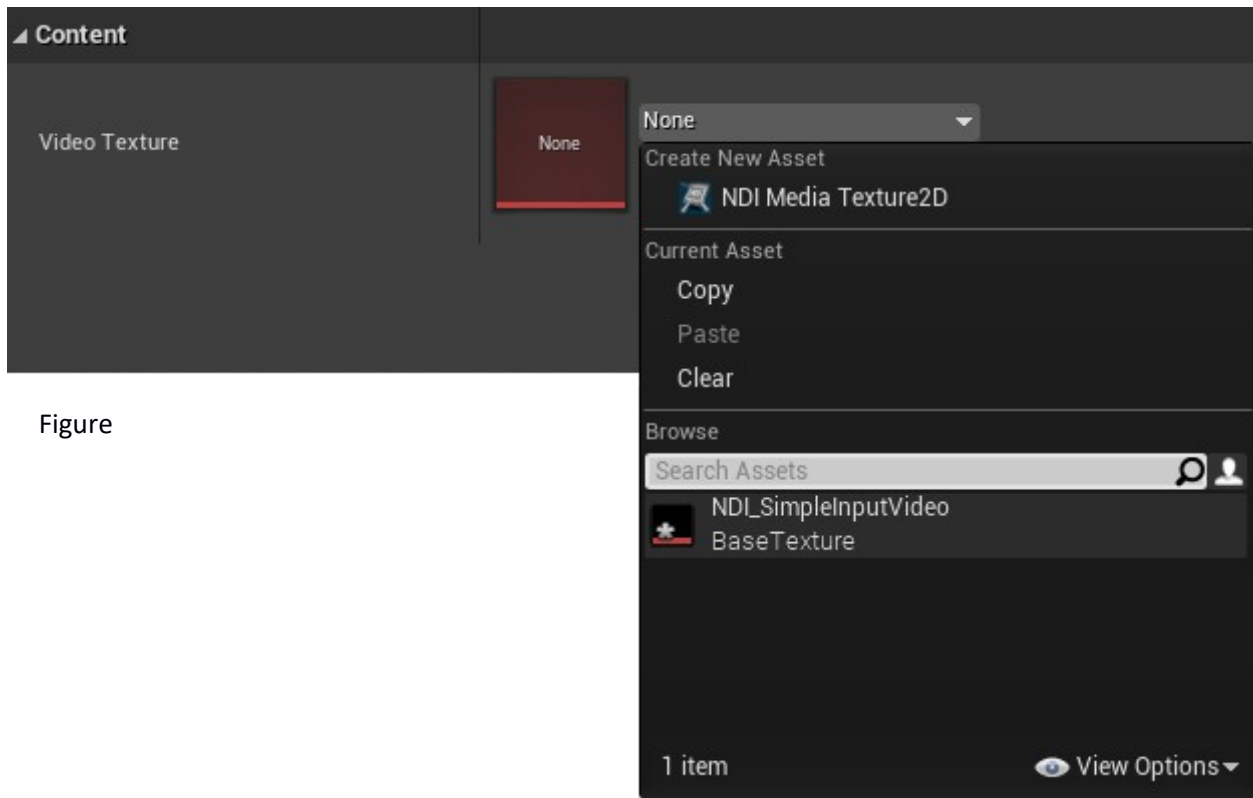 Content
Video Texture
None
None
Create New Asset
NDI Media Texture2D
Current Asset
Copy
Paste
Clear
Figure
Browse
Search Assets
NDI_SimpleInputVideo
BaseTexture
1 item
View Options